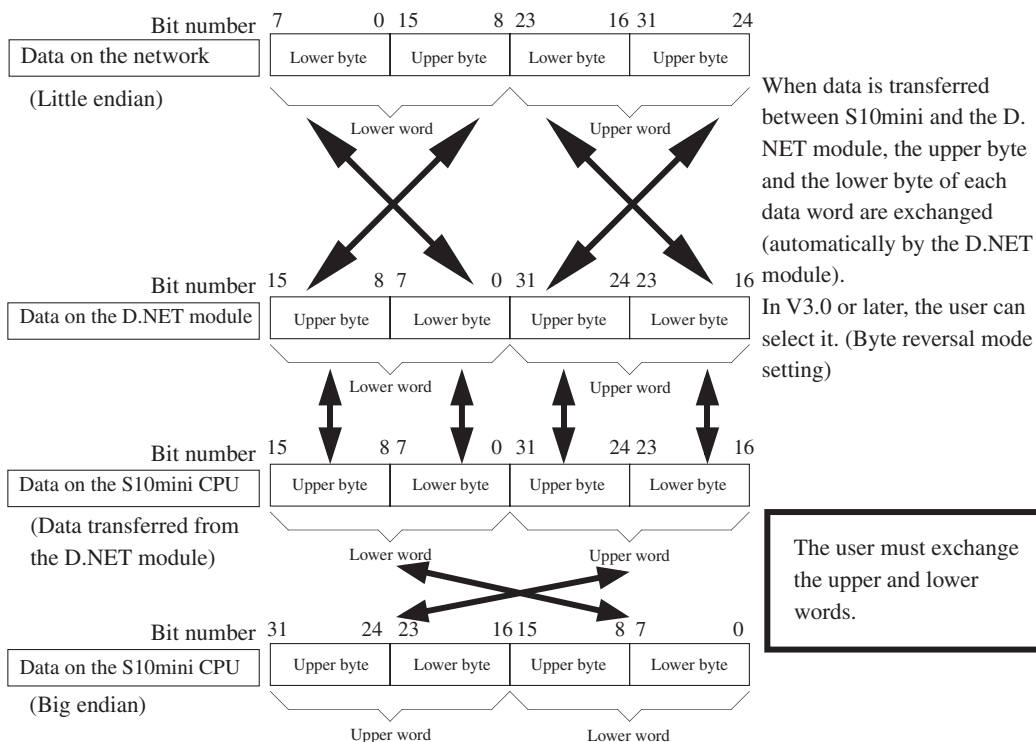 Bit number 7 0 15 8 23 16 31 24
Data on the network Lower byte Upper byte Lower byte Upper byte
(Little endian)
Lower word Upper word
When data is transferred
between S10mini and the D.
NET module, the upper byte
and the lower byte of each
data word are exchanged
(automatically by the D.NET
module).
In V3.0 or later, the user can
select it. (Byte reversal mode
setting)
Bit number 15 8 7 0 31 24 23 16
Data on the D.NET module Upper byte Lower byte Upper byte Lower byte
Lower word Upper word
Bit number 15 8 7 0 31 24 23 16
Data on the S10mini CPU Upper byte Lower byte Upper byte Lower byte
(Data transferred from
the D.NET module)
Lower word Upper word
The user must exchange
the upper and lower
words.
Bit number 31 24 23 16 15 8 7 0
Data on the S10mini CPU Upper byte Lower byte Upper byte Lower byte
(Big endian)
Upper word Lower word